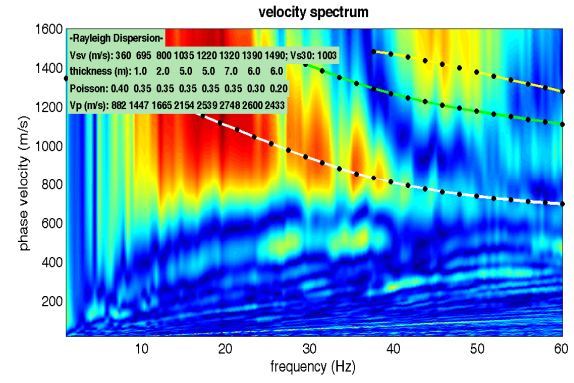 velocity spectrum
1600
1400
1200
1000
800
600
400
200
phase velocity (m/s)
-Rayleigh Dispersion-
Vsv (m/s): 360 695 800 1035 1220 1320 1390 1490; Vs30: 1003
thickness (m): 1.0 2.0 5.0 5.0 7.0 6.0 6.0
Poisson: 0.40 0.35 0.35 0.35 0.35 0.35 0.30 0.20
Vp (m/s): 882 1447 1665 2154 2539 2748 2600 2433
10 20 30 40 50 60
frequency (Hz)